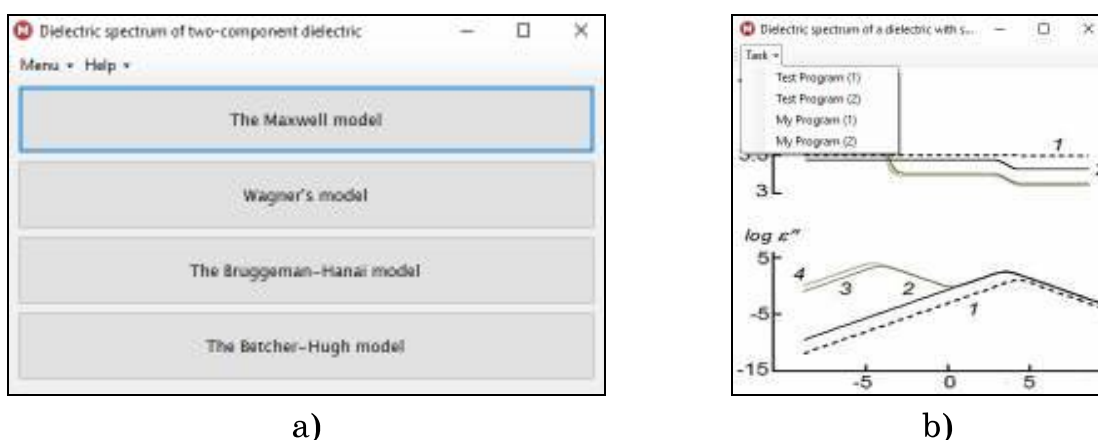 Dielectric spectrum of two-component dielectric
Menu Help
The Maxwell model
Wagner's model
The Bruggeman-Hanai model
The Betcher-Hugh model
a)
Dielectric spectrum of a dielectric with s...
Task
Test Program (1)
Test Program (2)
My Program (1)
My Program (2)
1
3.5
3
log ε"
5
4
3
2
1
-5
-15
-5 0 5
b)